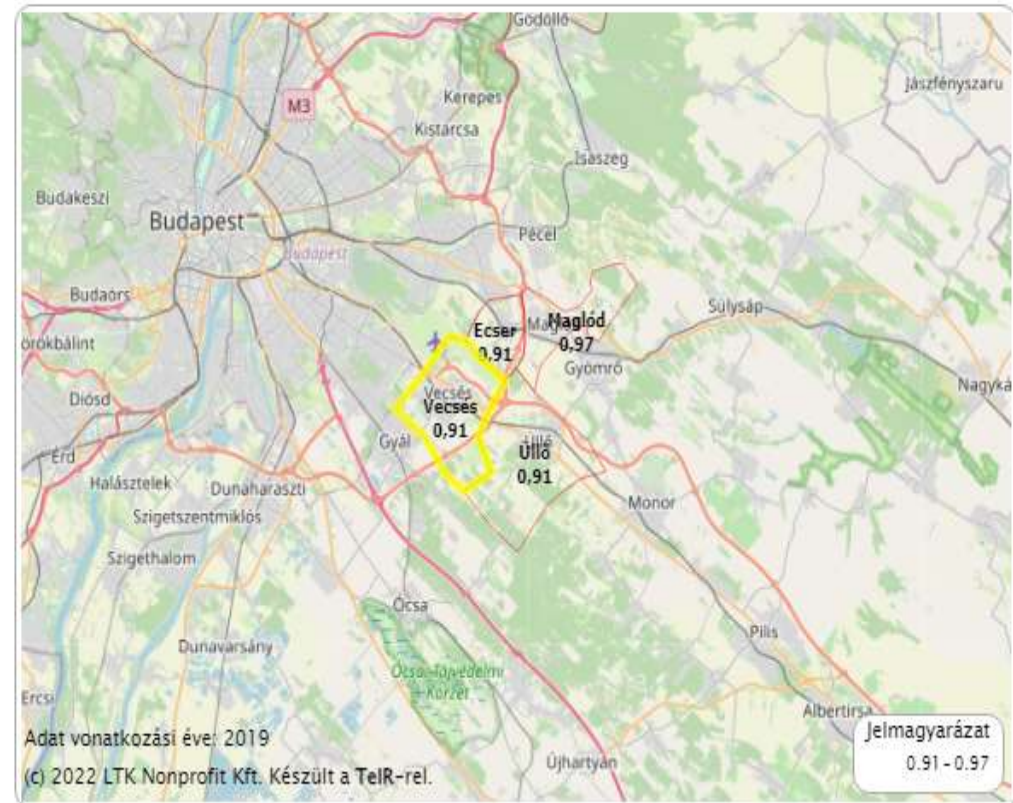 Gödöllő
Jászfényszaru
M3
Kerepes
Kistarcsa
Isaszeg
Budakeszi
Budapest
Pécel
Budapest
Budaörs
Sülysáp
Ecser
0,91
Maglód
0,97
örökbálint
Gyömrő
Vecsés
Vecsés
0,91
Nagyká
Diósd
Gyál
Üllő
Üllő
0,91
Érd
Halásztelek
Dunaharaszti
Szigetszentmiklós
Monor
Szigethalom
Ócsa
Pilis
Dunavarsány
Ócsai Tájvédelmi
Körzet
Ercsi
Albertirsa
Újhartyán
Adat vonatkozási éve: 2019
(c) 2022 LTK Nonprofit Kft. Készült a TeIR-rel.
Jelmagyarázat
0.91 - 0.97